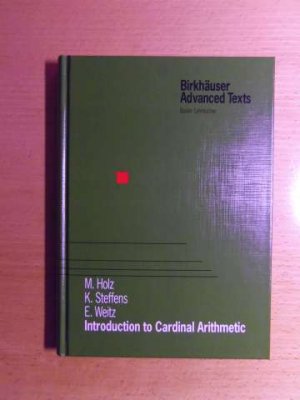 Birkhäuser
Advanced Texts
Basler Lehrbücher
M. Holz
K. Steffens
E. Weitz
Introduction to Cardinal Arithmetic